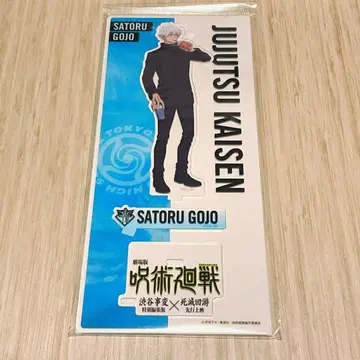 SATORU
GOJO
JUJUTSU KAISEN
TOKYO
HIGH
SATORU GOJO
劇場版
呪術廻戦
渋谷事変 × 死滅回游
特別編集版 先行上映